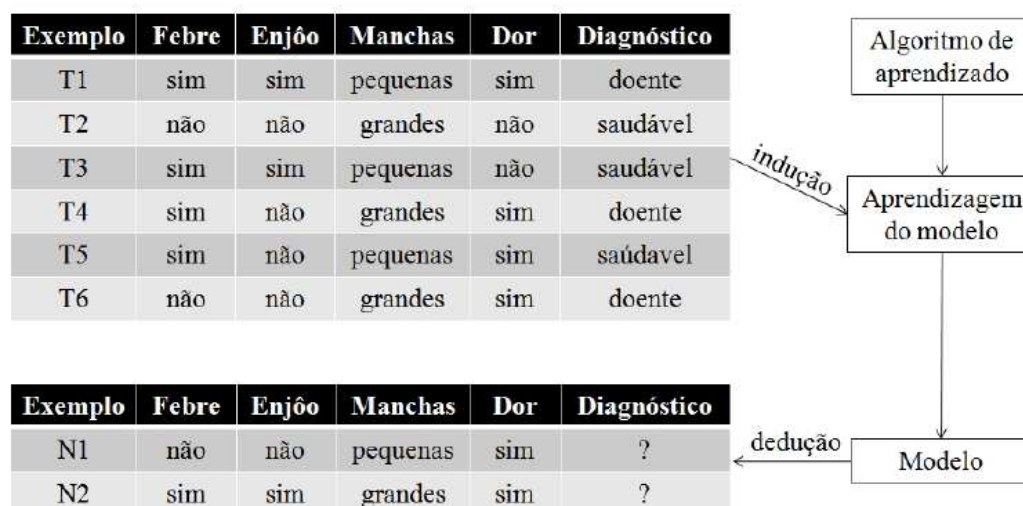 Exemplo Febre Enjôo Manchas Dor Diagnóstico
T1 sim sim pequenas sim doente
T2 não não grandes não saudável
T3 sim sim pequenas não saudável
T4 sim não grandes sim doente
T5 sim não pequenas sim saúdavel
T6 não não grandes sim doente
Algoritmo de
aprendizado
indução
Aprendizagem
do modelo
Exemplo Febre Enjôo Manchas Dor Diagnóstico
N1 não não pequenas sim ?
N2 sim sim grandes sim ?
dedução
Modelo